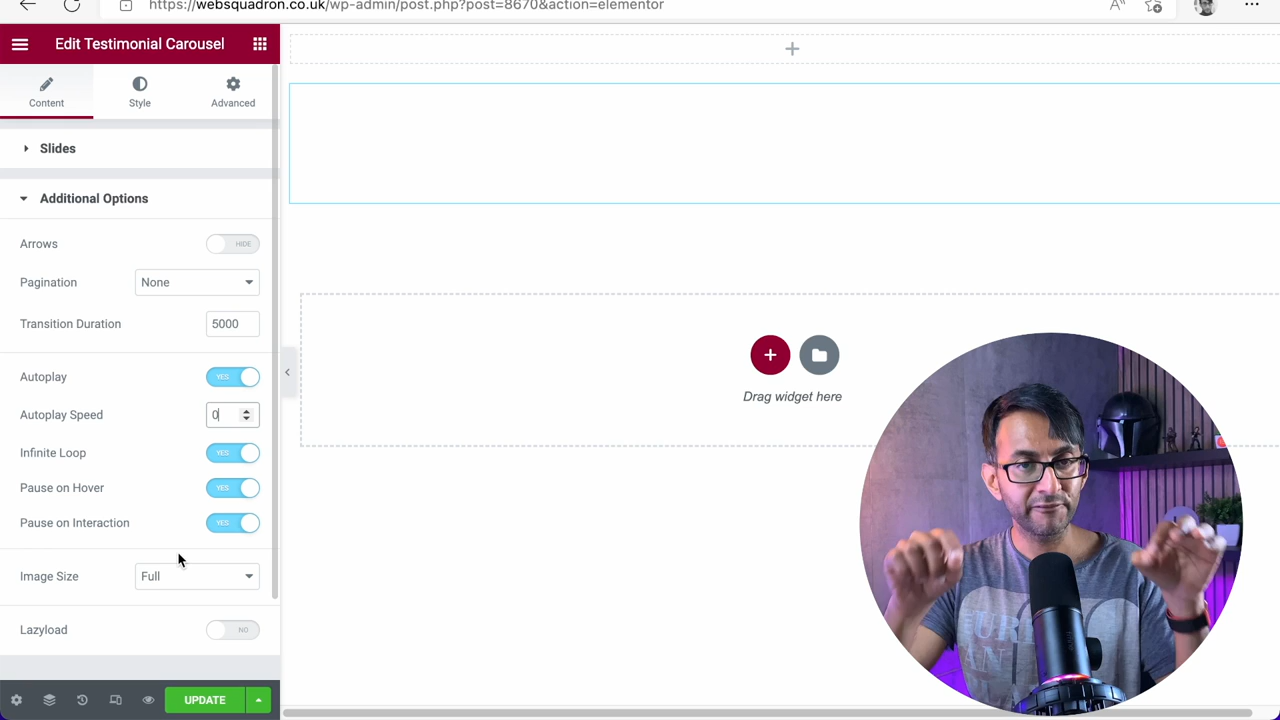 https://websquadron.co.uk/wp-admin/post.php?post=8670&action=elementor
Edit Testimonial Carousel
Content
Style
Advanced
Slides
Additional Options
Arrows
HIDE
Pagination
None
Transition Duration
5000
Autoplay
YES
Autoplay Speed
0
Infinite Loop
YES
Pause on Hover
YES
Pause on Interaction
YES
Image Size
Full
Lazyload
NO
UPDATE
Drag widget here